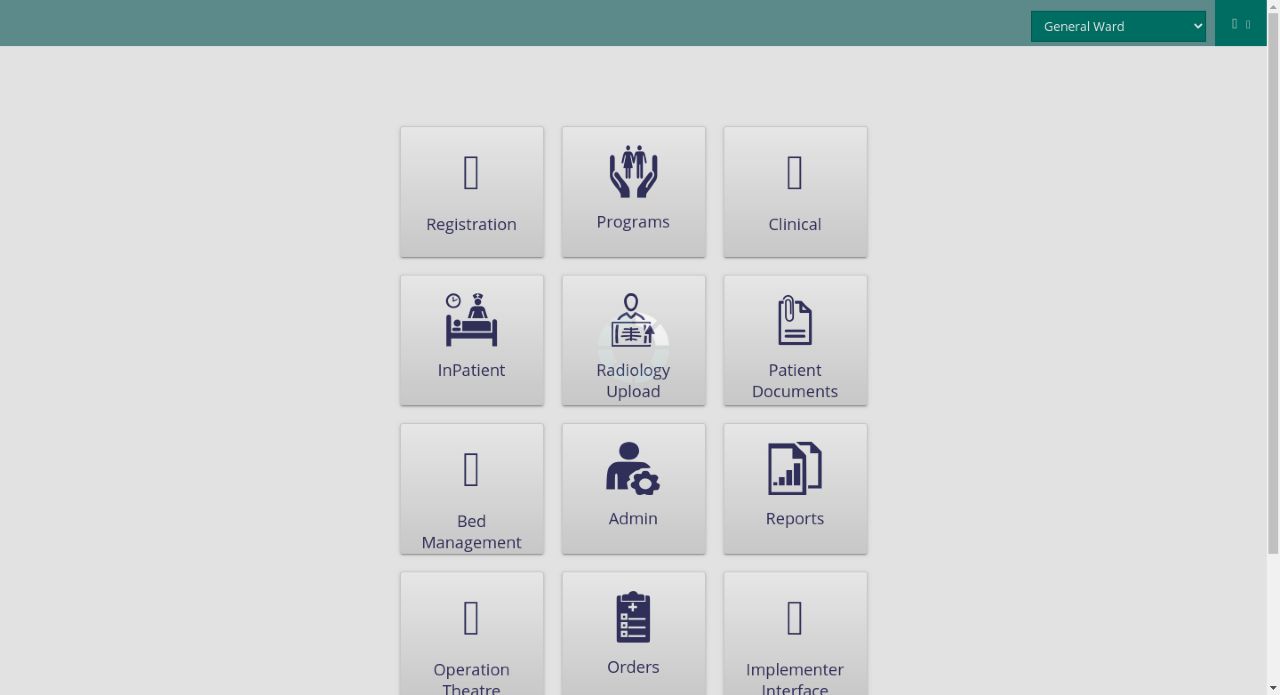 General Ward
Registration
Programs
Clinical
InPatient
Radiology
Upload
Patient
Documents
Bed
Management
Admin
Reports
Operation
Theatre
Orders
Implementer
Interface